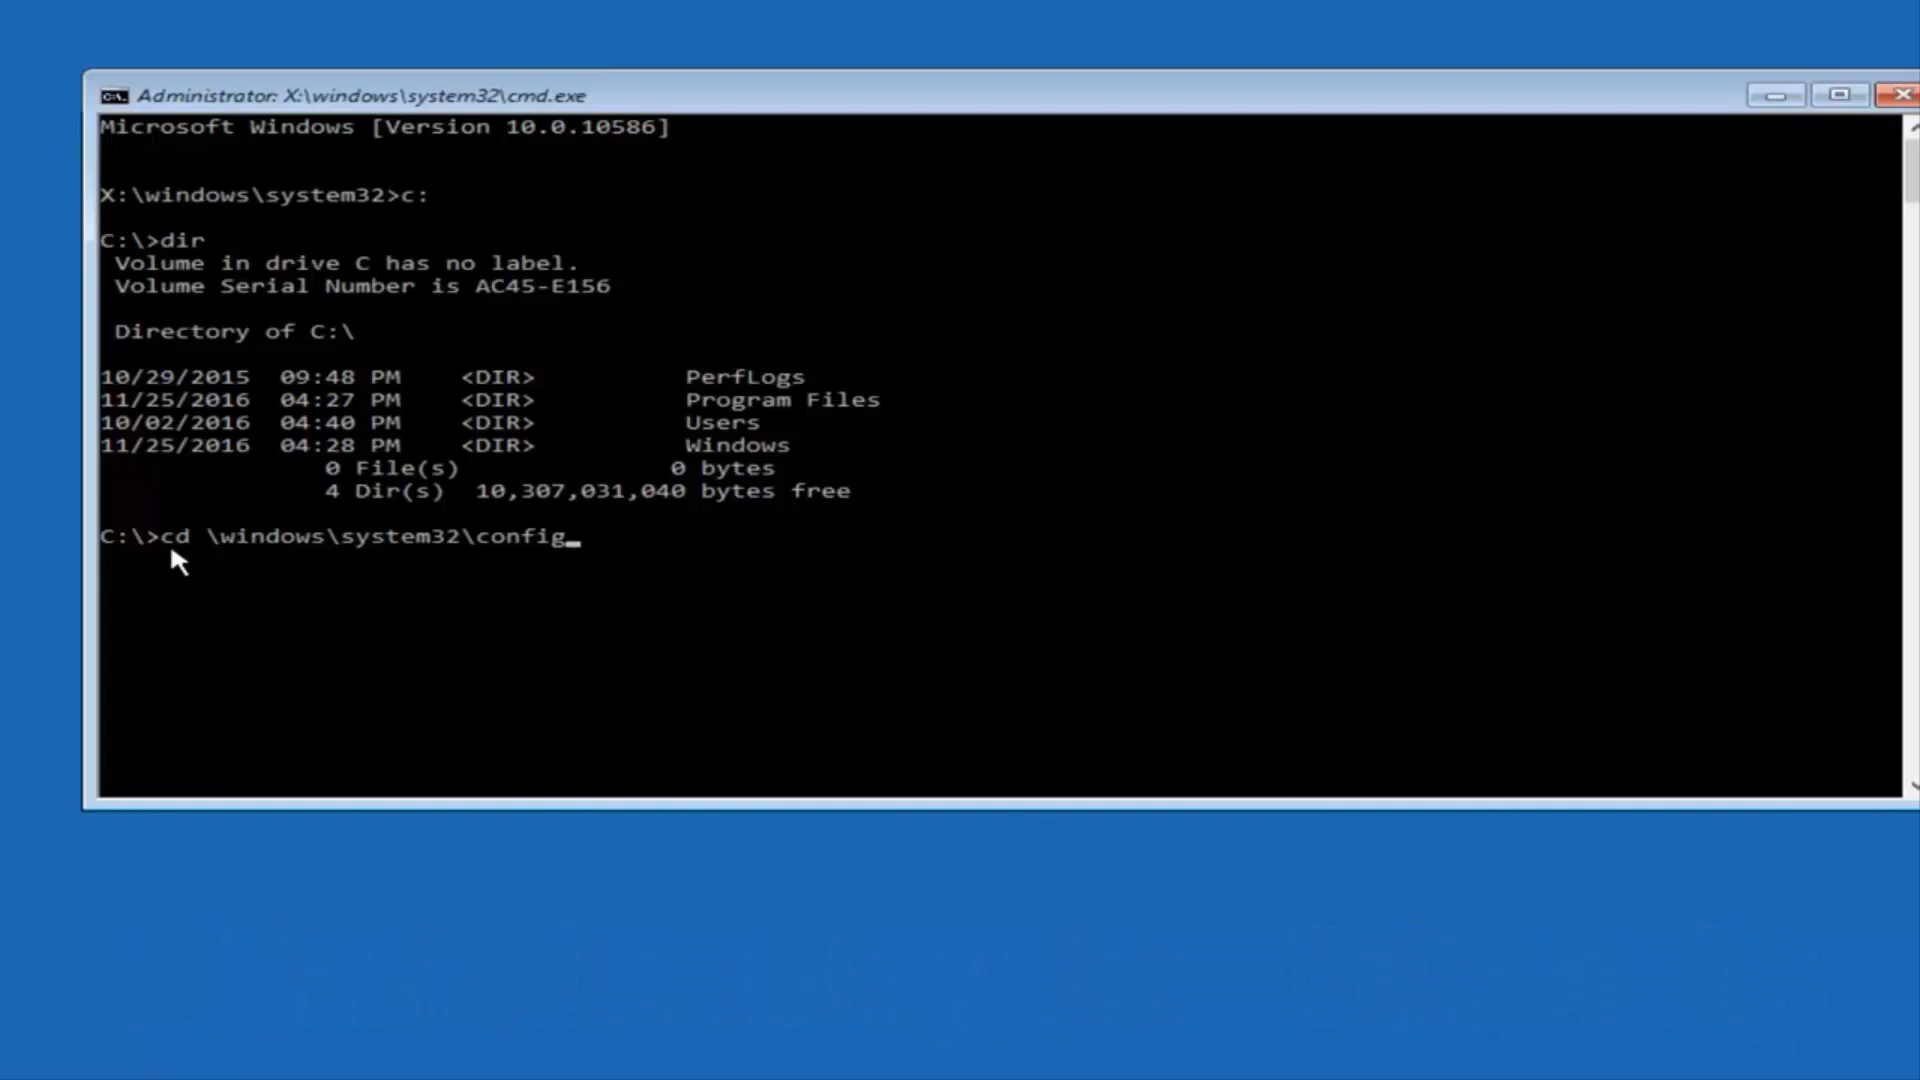 Administrator: X:\windows\system32\cmd.exe
Microsoft Windows [Version 10.0.10586]
X:\windows\system32>c:
C:\>dir
Volume in drive C has no label.
Volume Serial Number is AC45-E156
Directory of C:\
10/29/2015 09:48 PM <DIR> PerfLogs
11/25/2016 04:27 PM <DIR> Program Files
10/02/2016 04:40 PM <DIR> Users
11/25/2016 04:28 PM <DIR> Windows
0 File(s) 0 bytes
4 Dir(s) 10,307,031,040 bytes free
C:\>cd \windows\system32\config_